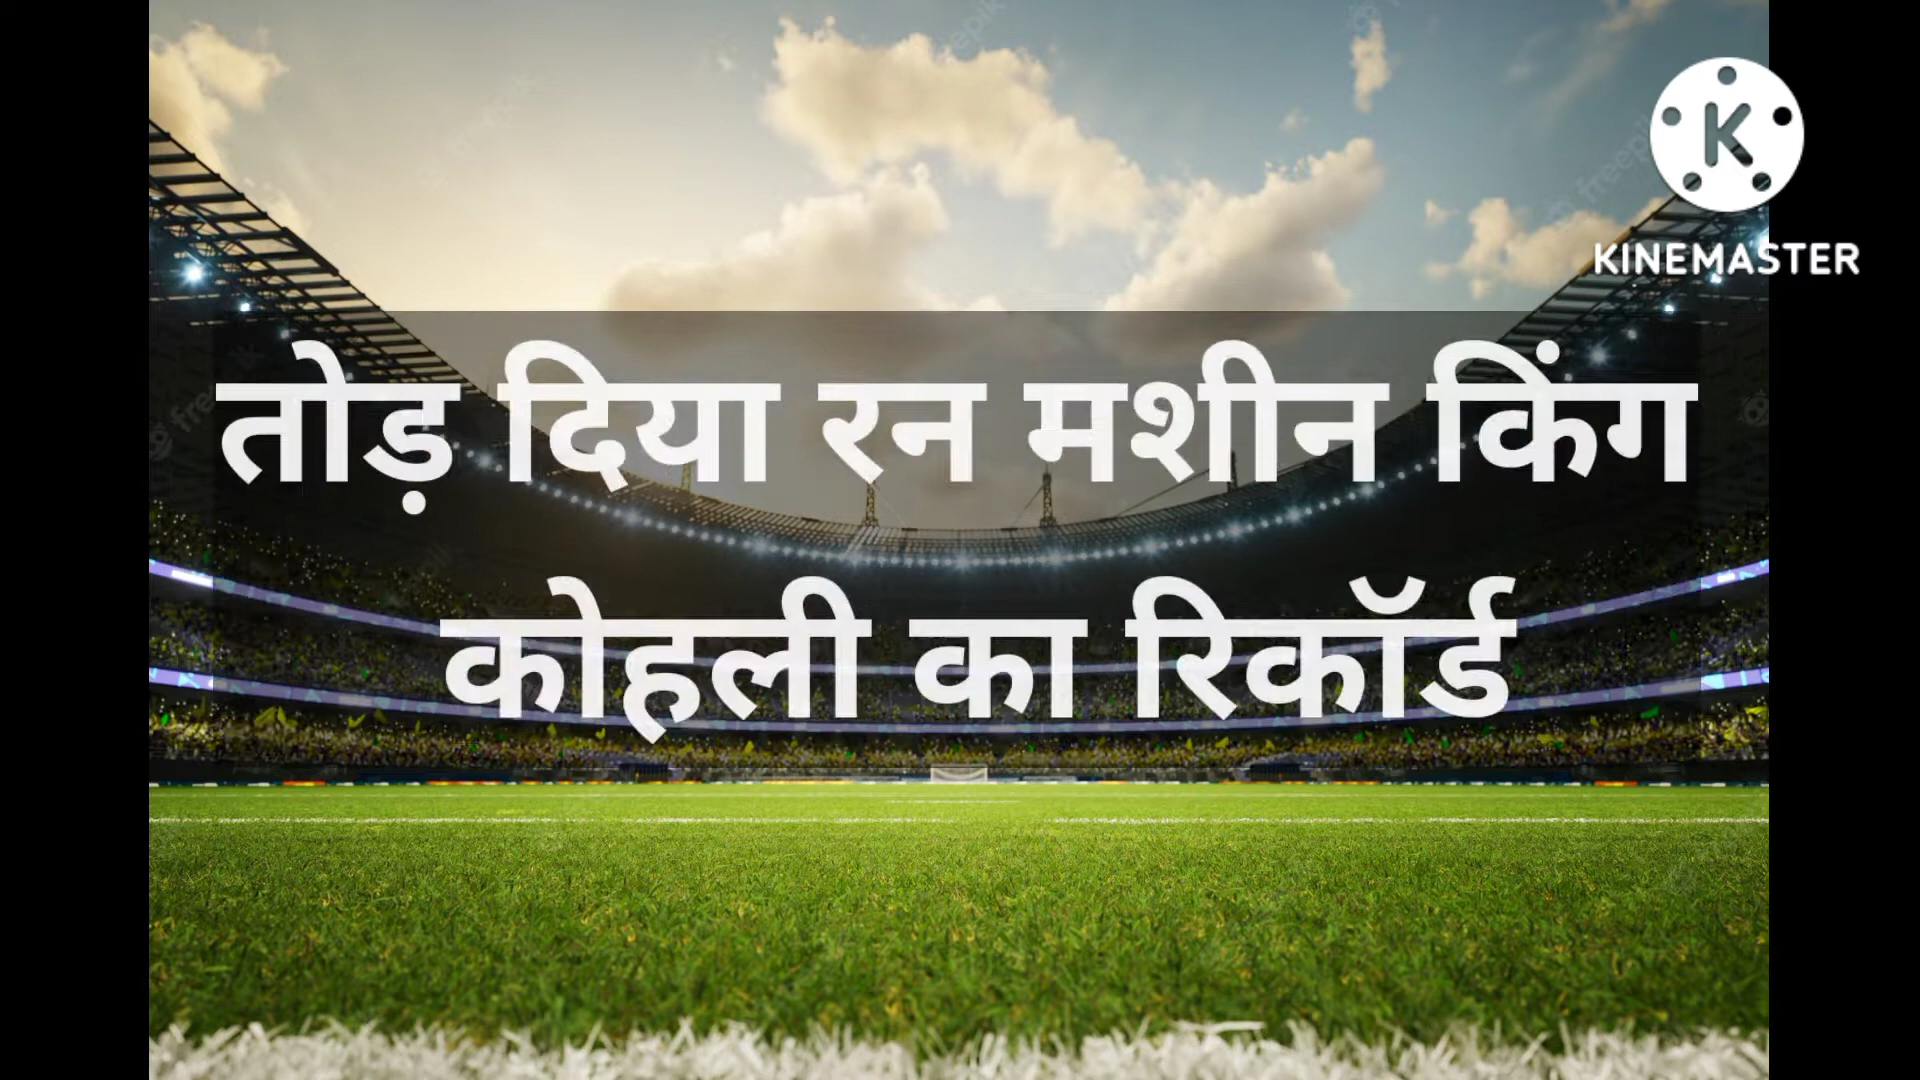 K
KINEMASTER
तोड़ दिया रन मशीन किंग
कोहली का रिकॉर्ड